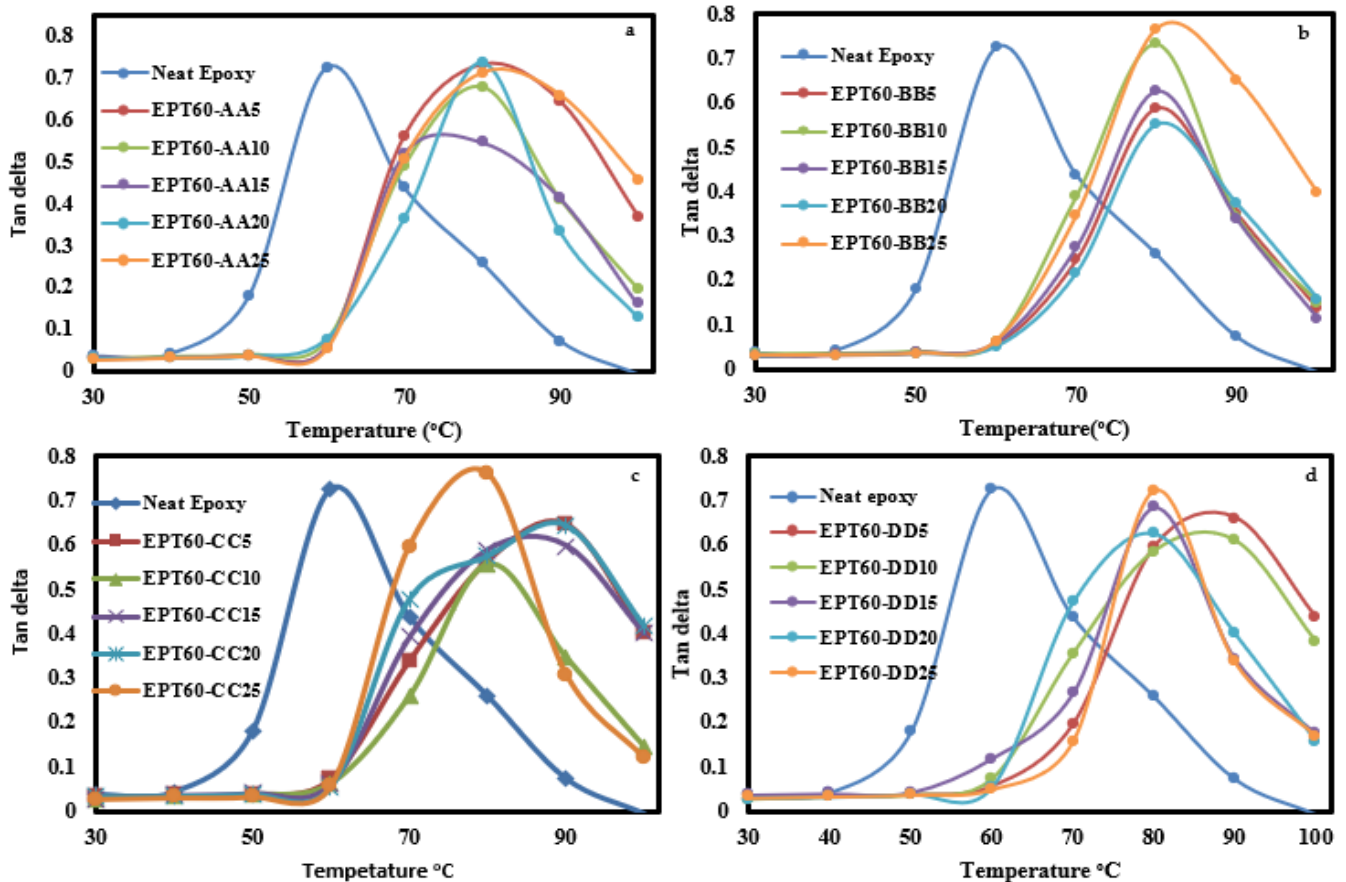 a
0.8
0.7
0.6
0.5
0.4
0.3
0.2
0.1
0
Tan delta
Neat Epoxy
EPT60-AA5
EPT60-AA10
EPT60-AA15
EPT60-AA20
EPT60-AA25
30 50 70 90
Temperature (°C)
b
0.8
0.7
0.6
0.5
0.4
0.3
0.2
0.1
0
Tan delta
Neat Epoxy
EPT60-BB5
EPT60-BB10
EPT60-BB15
EPT60-BB20
EPT60-BB25
30 50 70 90
Temperature(°C)
c
0.8
0.7
0.6
0.5
0.4
0.3
0.2
0.1
0
Tan delta
Neat Epoxy
EPT60-CC5
EPT60-CC10
EPT60-CC15
EPT60-CC20
EPT60-CC25
30 50 70 90
Tempetature °C
d
0.8
0.7
0.6
0.5
0.4
0.3
0.2
0.1
0
Tan delta
Neat epoxy
EPT60-DD5
EPT60-DD10
EPT60-DD15
EPT60-DD20
EPT60-DD25
30 40 50 60 70 80 90 100
Temperature °C